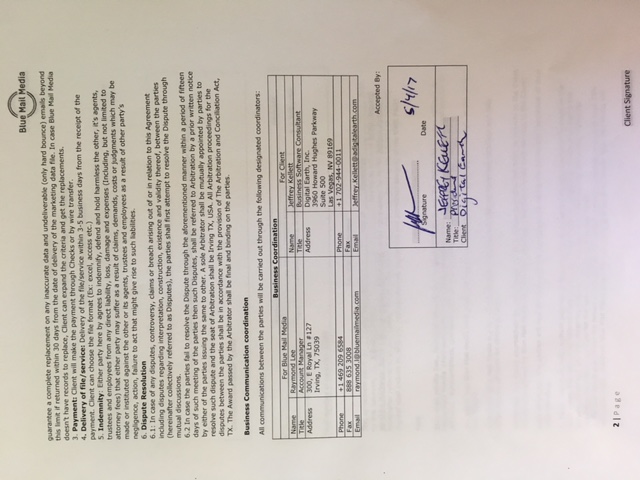 Blue Mail Media
guarantee a complete replacement on any inaccurate data and undeliverable (only hard bounce) emails beyond
this limit if returned within 30 days from the date of delivery of the marketing data file. In case Blue Mail Media
doesn't have records to replace, Client can expand the criteria and get the replacements.
3. Payment: Client will make the payment through Checks or by wire transfer.
4. Delivery of file/service: Delivery of the file/service within 3-5 business days from the receipt of the
payment. Client can choose the file format (Ex: excel, access etc.)
5. Indemnity: Either party here by agrees to indemnify, defend and hold harmless the other, it's agents,
trustees and employees from any direct liability, loss, damage and expenses (Including, but not limited to
attorney fees) that either party may suffer as a result of claims, demands, costs or judgments which may be
made or instituted against the other or its agents, trustees and employees as a result of other party's
negligence, action, failure to act that might give rise to such liabilities.
6. Dispute Resolution
6.1: In case of any disputes, controversy, claims or breach arising out of or in relation to this Agreement
including disputes regarding interpretation, construction, existence and validity thereof, between the parties
(hereinafter collectively referred to as Disputes), the parties shall first attempt to resolve the Dispute through
mutual discussions.
6.2 In case the parties fail to resolve the Dispute through the aforementioned manner within a period of fifteen
days of such meeting of the parties then such Disputes, shall be referred to Arbitration by a prior written notice
by either of the parties issuing the same to other. A sole Arbitrator shall be mutually appointed by parties to
resolve such dispute and the seat of Arbitration shall be Irving TX, USA. All Arbitration proceedings for the
disputes between the parties shall be in accordance with the provision of The Arbitration and Conciliation Act,
TX. The Award passed by the Arbitrator shall be final and binding on the parties.
Business Communication coordination
All communications between the parties will be carried out through the following designated coordinators:
Business Coordination
For Blue Mail Media For Client
Name Raymond Lee Name Jeffrey Kellett
Title Account Manager Title Business Software Consultant
Address 300, E Royal Ln #127 Address Digital Earth, Inc.
Irving, TX, 75039 3960 Howard Hughes Parkway
Suite 500
Las Vegas, NV 89169
Phone +1 469 209 6584 Phone +1 702-944-0011
Fax 888 635 3008 Fax
Email raymond.l@bluemailmedia.com Email Jeffrey.Kellett@adigitalearth.com
Accepted By:
5/4/17
Signature Date
Name: JEFFREY KELLETT
Title: President
Client Digital Earth
2 | Page
Client Signature